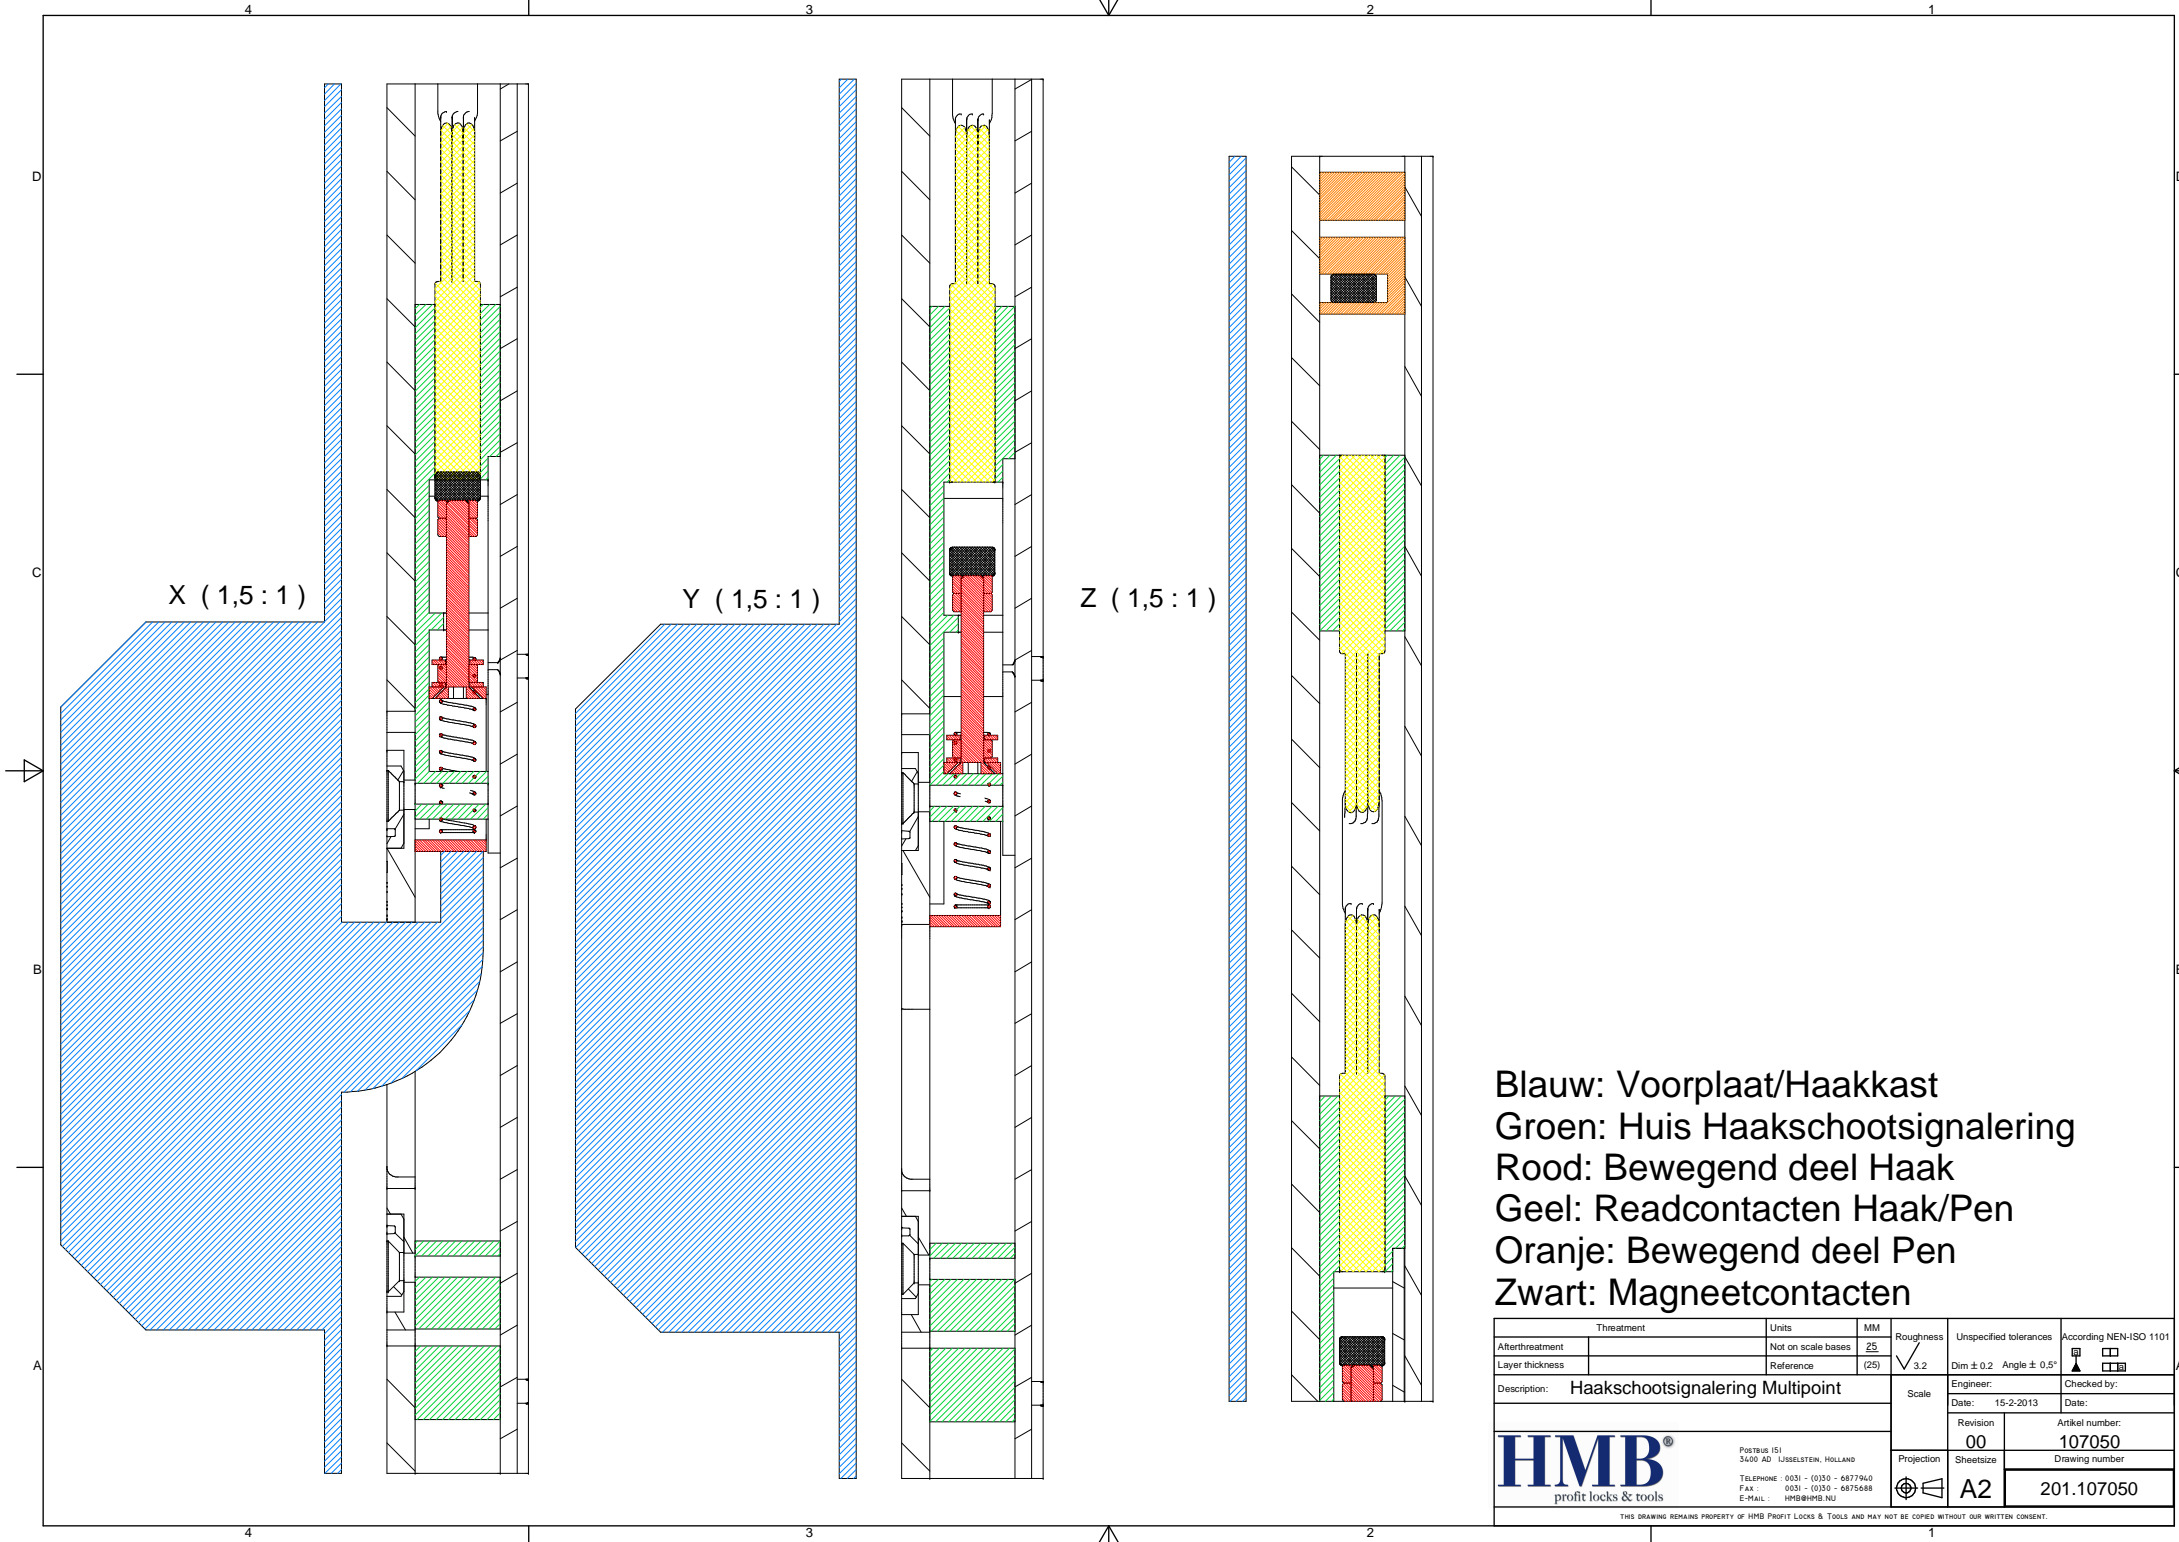 4
3
2
1
D
C
B
A
X ( 1,5 : 1 )
Y ( 1,5 : 1 )
Z ( 1,5 : 1 )
Blauw: Voorplaat/Haakkast
Groen: Huis Haakschootsignalering
Rood: Bewegend deel Haak
Geel: Readcontacten Haak/Pen
Oranje: Bewegend deel Pen
Zwart: Magneetcontacten
Threatment
Units
MM
Roughness
3.2
Unspecified tolerances
Dim ± 0.2 Angle ± 0,5°
According NEN-ISO 1101
Afterthreatment
Not on scale bases
25
Layer thickness
Reference
(25)
Description: Haakschootsignalering Multipoint
Scale
Engineer:
Checked by:
Date: 15-2-2013
Date:
Revision
00
Artikel number:
107050
HMB®
profit locks & tools
Postbus 151
3400 AD IJsselstein, Holland
Telephone : 0031 - (0)30 - 6877940
Fax : 0031 - (0)30 - 6875688
E-Mail : HMB@HMB.NU
Projection
Sheetsize
A2
Drawing number
201.107050
This drawing remains property of HMB Profit Locks & Tools and may not be copied without our written consent.
4
3
2
1